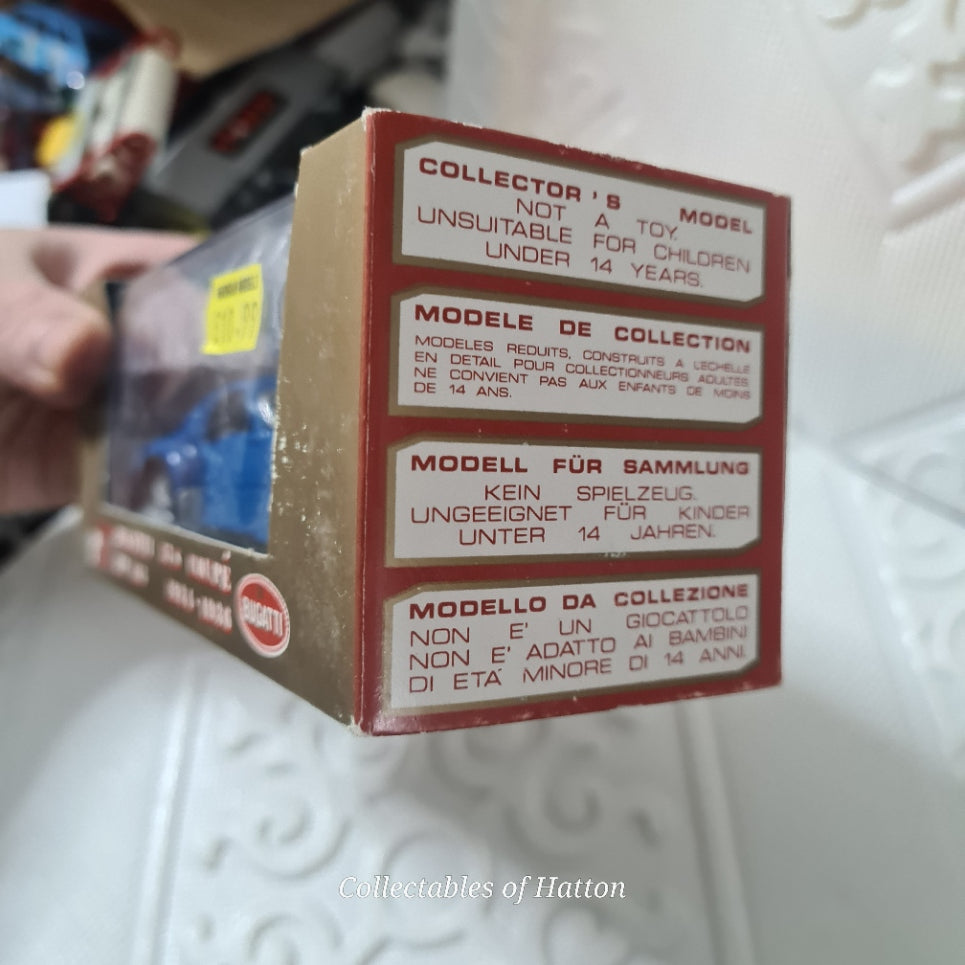 COLLECTOR'S MODEL
NOT A TOY.
UNSUITABLE FOR CHILDREN
UNDER 14 YEARS.
MODELE DE COLLECTION
MODELES REDUITS, CONSTRUITS A L'ECHELLE
EN DETAIL POUR COLLECTIONNEURS ADULTES
NE CONVIENT PAS AUX ENFANTS DE MOINS
DE 14 ANS.
MODELL FÜR SAMMLUNG
KEIN SPIELZEUG.
UNGEEIGNET FÜR KINDER
UNTER 14 JAHREN.
MODELLO DA COLLEZIONE
NON E' UN GIOCATTOLO
NON E' ADATTO AI BAMBINI
DI ETÁ MINORE DI 14 ANNI.
BUGATTI
Collectables of Hatton